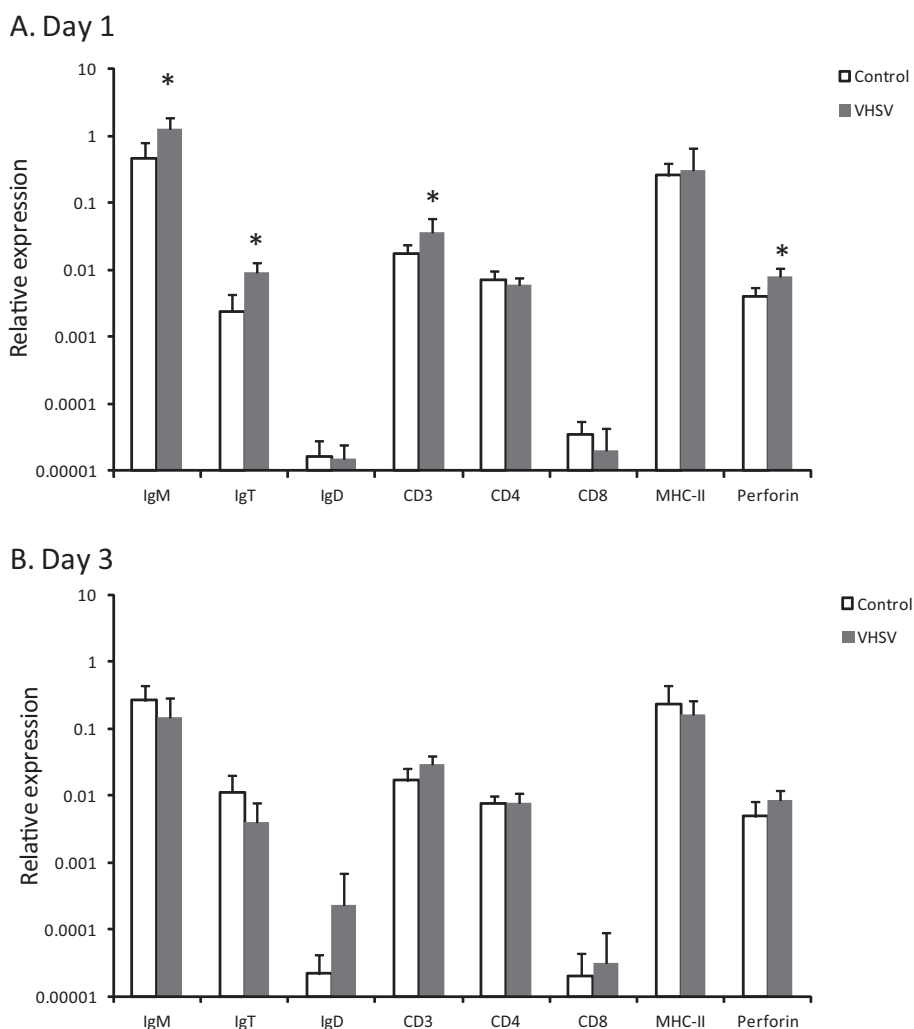 A. Day 1
10
1
0.1
0.01
0.001
0.0001
0.00001
Relative expression
* * * *
Control
VHSV
IgM IgT IgD CD3 CD4 CD8 MHC-II Perforin
B. Day 3
10
1
0.1
0.01
0.001
0.0001
0.00001
Relative expression
Control
VHSV
IgM IgT IgD CD3 CD4 CD8 MHC-II Perforin